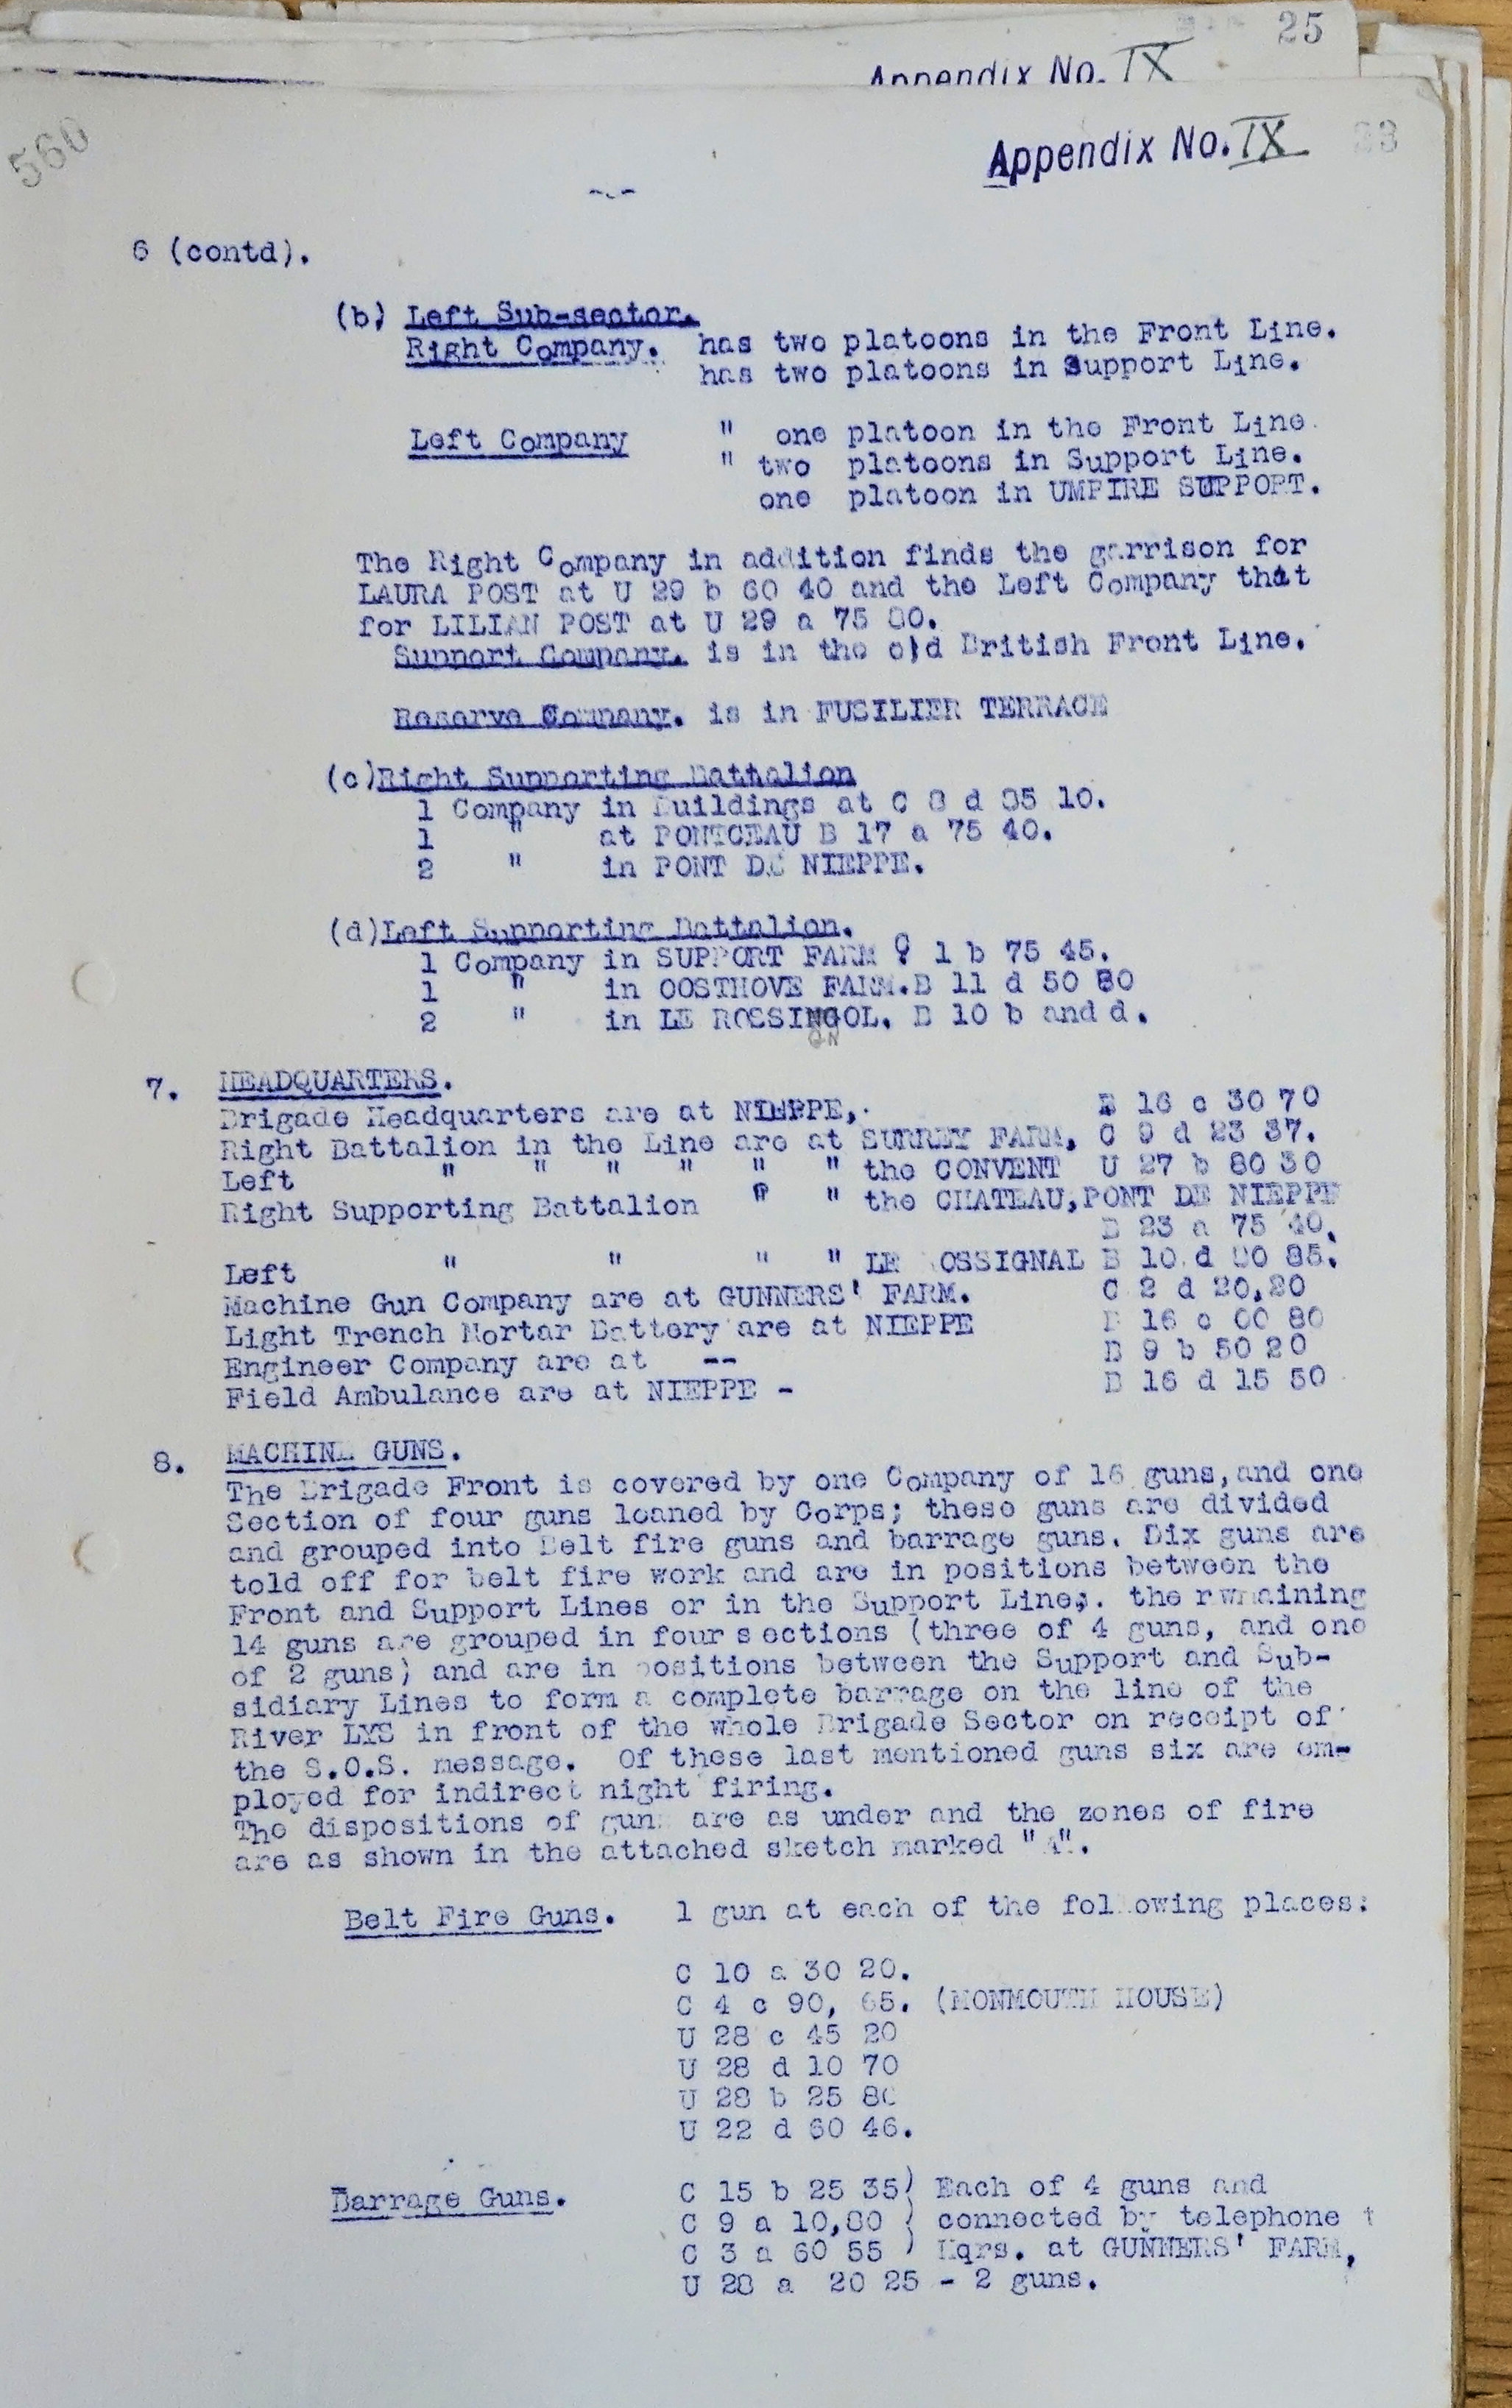 25
Appendix No. IX
560
Appendix No. IX
6 (contd).
(b) Left Sub-sector.
Right Company. has two platoons in the Front Line.
has two platoons in Support Line.
Left Company " one platoon in the Front Line.
" two platoons in Support Line.
one platoon in UMPIRE SUPPORT.
The Right Company in addition finds the garrison for
LAURA POST at U 29 b 60 40 and the Left Company that
for LILIAN POST at U 29 a 75 80.
Support Company. is in the old British Front Line.
Reserve Company. is in FUSILIER TERRACE
(c) Right Supporting Battalion
1 Company in Buildings at C 8 d 10.
1 " at PONTCEAU B 17 a 75 40.
2 " in PONT DE NIEPPE.
(d) Left Supporting Battalion.
1 Company in SUPPORT FARM C 1 b 75 45.
1 " in OOSTHOVE FARM. B 11 d 50 80
2 " in LE ROSSINGOL. B 10 b and d.
GN
7. HEADQUARTERS.
Brigade Headquarters are at NIEPPE, B 16 c 30 70
Right Battalion in the Line are at SURREY FARM, C 9 d 23 37.
Left " " " " " " the CONVENT U 27 b 80 30
Right Supporting Battalion " " the CHATEAU, PONT DE NIEPPE
B 23 a 75 40.
Left " " " " LE OSSIGNAL B 10 d 85.
Machine Gun Company are at GUNNERS' FARM. C 2 d 20,20
Light Trench Mortar Battery are at NIEPPE B 16 c 00 80
Engineer Company are at -- B 9 b 50 20
Field Ambulance are at NIEPPE - B 16 d 15 50
8. MACHINE GUNS.
The Brigade Front is covered by one Company of 16 guns, and one
Section of four guns loaned by Corps; these guns are divided
and grouped into Belt fire guns and barrage guns. Six guns are
told off for belt fire work and are in positions between the
Front and Support Lines or in the Support Line;. the rwmaining
14 guns are grouped in four s ections (three of 4 guns, and one
of 2 guns) and are in positions between the Support and Sub-
sidiary Lines to form a complete barrage on the line of the
River LYS in front of the whole Brigade Sector on receipt of
the S.O.S. message. Of these last mentioned guns six are em-
ployed for indirect night firing.
The dispositions of guns are as under and the zones of fire
are as shown in the attached sketch marked "A".
Belt Fire Guns. 1 gun at each of the following places:
C 10 a 30 20.
C 4 c 90, 65. (MONMOUTH HOUSE)
U 28 c 45 20
U 28 d 10 70
U 28 b 25 80
U 22 d 60 46.
Barrage Guns. C 15 b 25 35) Each of 4 guns and
C 9 a 10,80 } connected by telephone t
C 3 a 60 55 ) Hqrs. at GUNNERS' FARM,
U 28 a 20 25 - 2 guns.